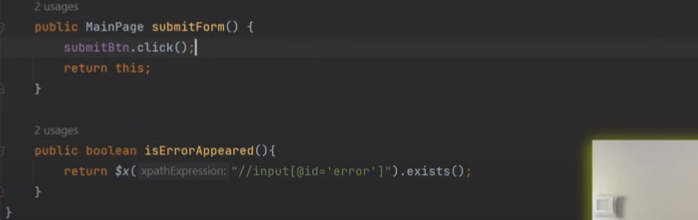 2 usages
public MainPage submitForm() {
submitBtn.click();
return this;
}
2 usages
public boolean isErrorAppeared(){
return $x( xpathExpression: "//input[@id='error']").exists();
}
}